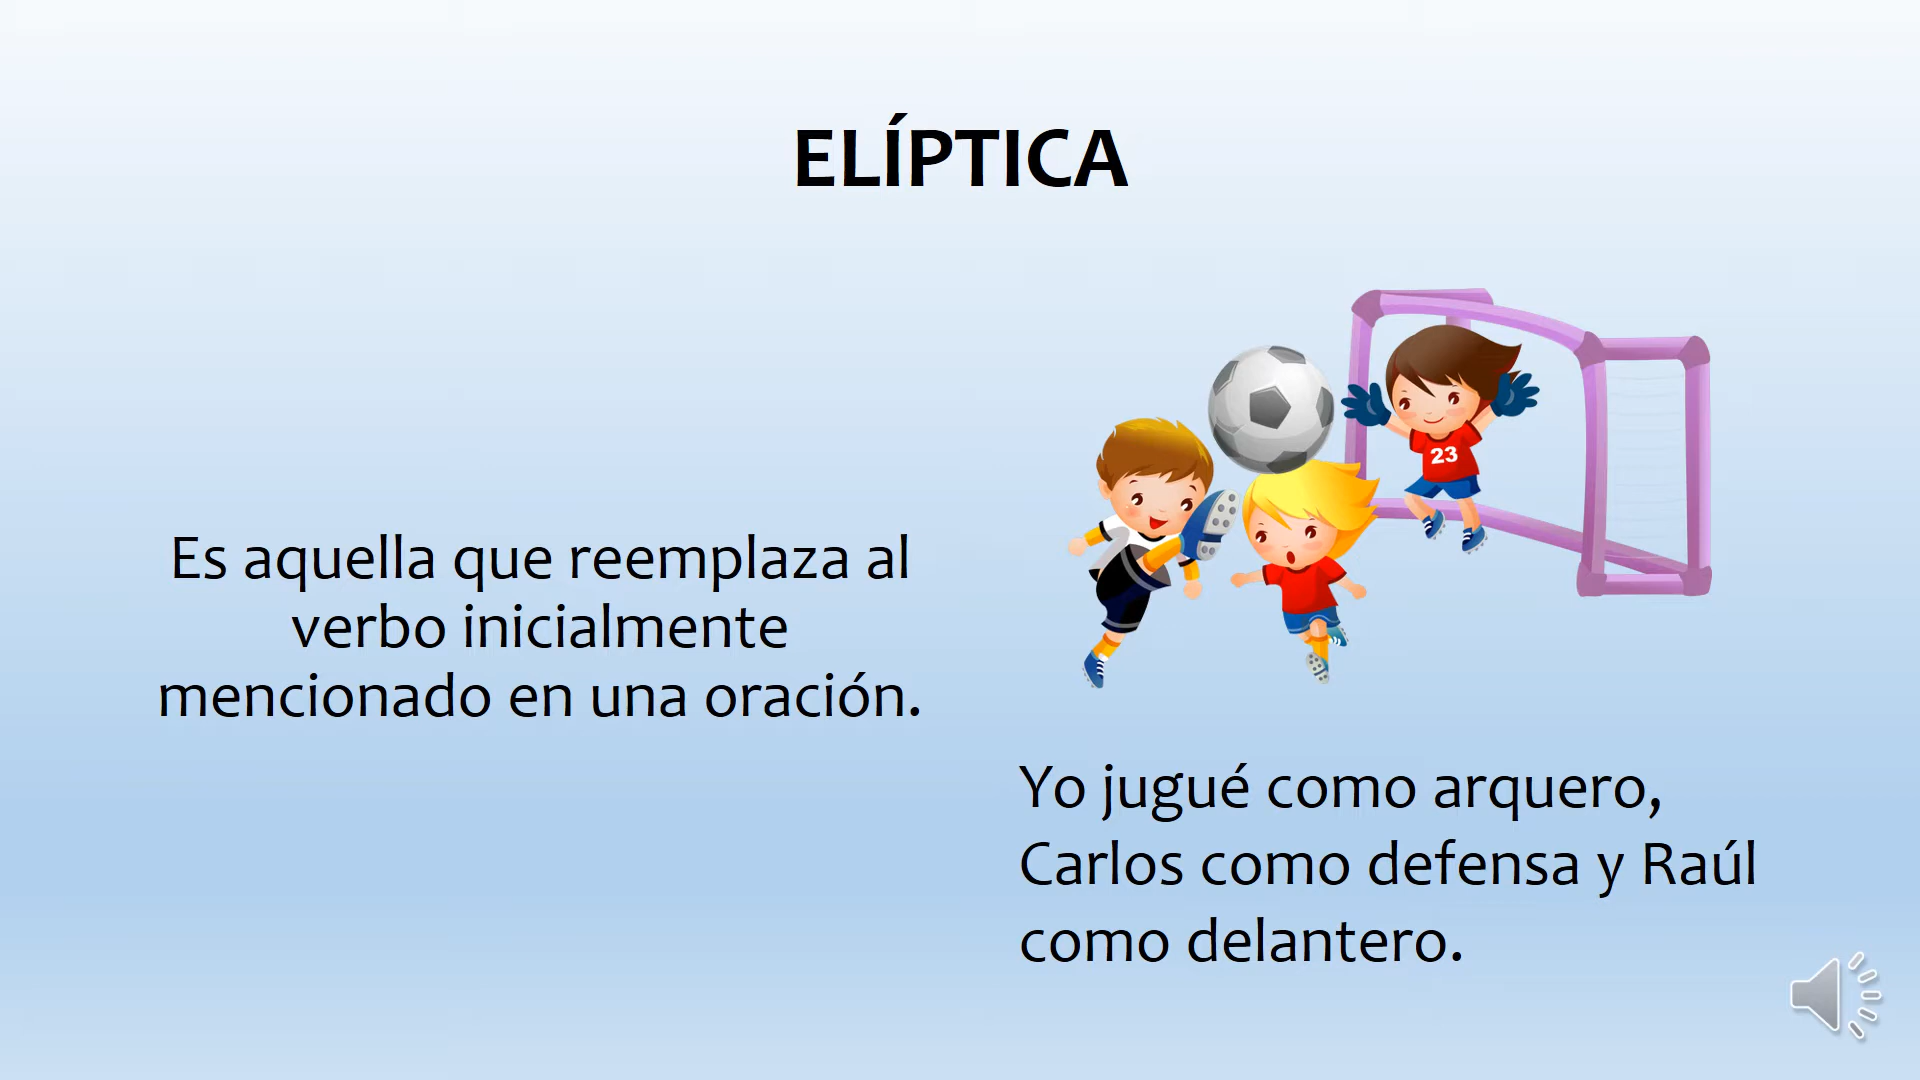 ELÍPTICA
Es aquella que reemplaza al
verbo inicialmente
mencionado en una oración.
23
Yo jugué como arquero,
Carlos como defensa y Raúl
como delantero.